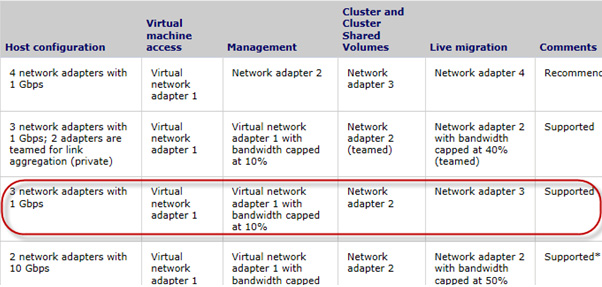 Host configuration
Virtual machine access
Management
Cluster and Cluster Shared Volumes
Live migration
Comments
4 network adapters with 1 Gbps
Virtual network adapter 1
Network adapter 2
Network adapter 3
Network adapter 4
Recommend
3 network adapters with 1 Gbps; 2 adapters are teamed for link aggregation (private)
Virtual network adapter 1
Virtual network adapter 1 with bandwidth capped at 10%
Network adapter 2 (teamed)
Network adapter 2 with bandwidth capped at 40% (teamed)
Supported
3 network adapters with 1 Gbps
Virtual network adapter 1
Virtual network adapter 1 with bandwidth capped at 10%
Network adapter 2
Network adapter 3
Supported
2 network adapters with 10 Gbps
Virtual network adapter 1
Virtual network adapter 1 with bandwidth capped
Network adapter 2
Network adapter 2 with bandwidth capped at 50%
Supported*